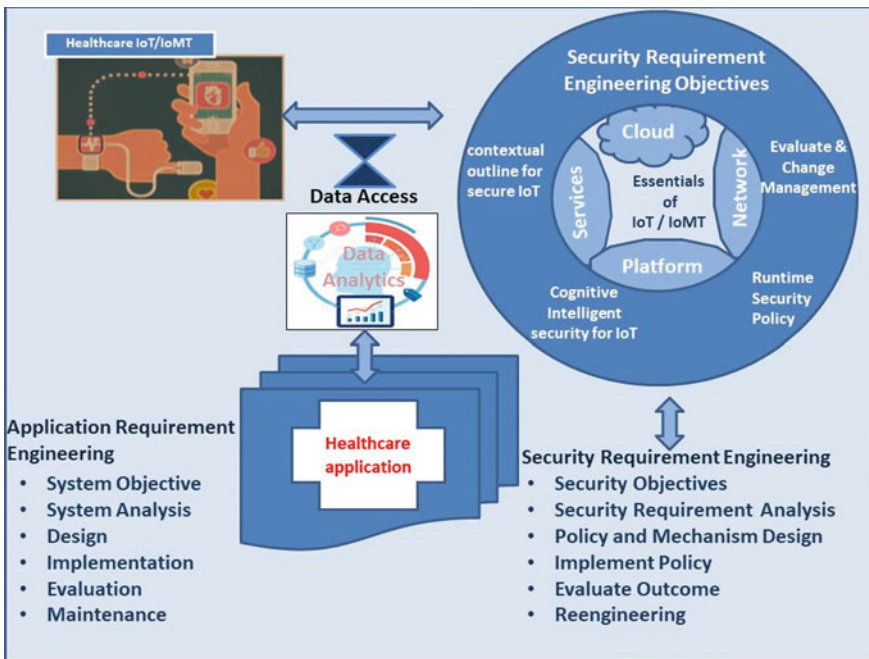 Healthcare IoT/IoMT
Data Access
Data
Analytics
Security Requirement
Engineering Objectives
contextual
outline for
secure IoT
Evaluate &
Change
Management
Cloud
Services
Essentials
of
IoT / IoMT
Network
Platform
Cognitive
Intelligent
security for IoT
Runtime
Security
Policy
Healthcare
application
Application Requirement
Engineering
• System Objective
• System Analysis
• Design
• Implementation
• Evaluation
• Maintenance
Security Requirement Engineering
• Security Objectives
• Security Requirement Analysis
• Policy and Mechanism Design
• Implement Policy
• Evaluate Outcome
• Reengineering